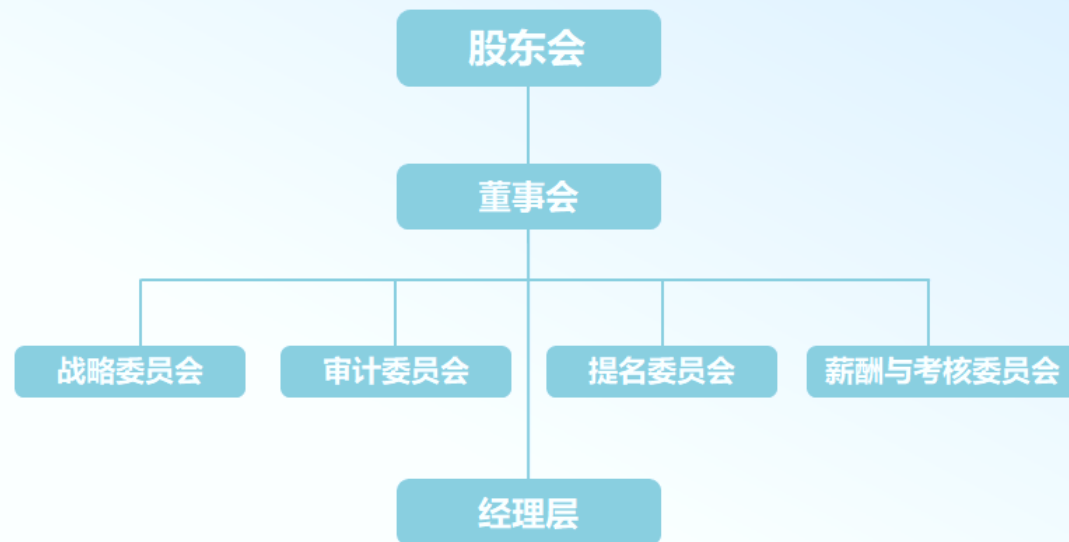 股东会
董事会
战略委员会
审计委员会
提名委员会
薪酬与考核委员会
经理层